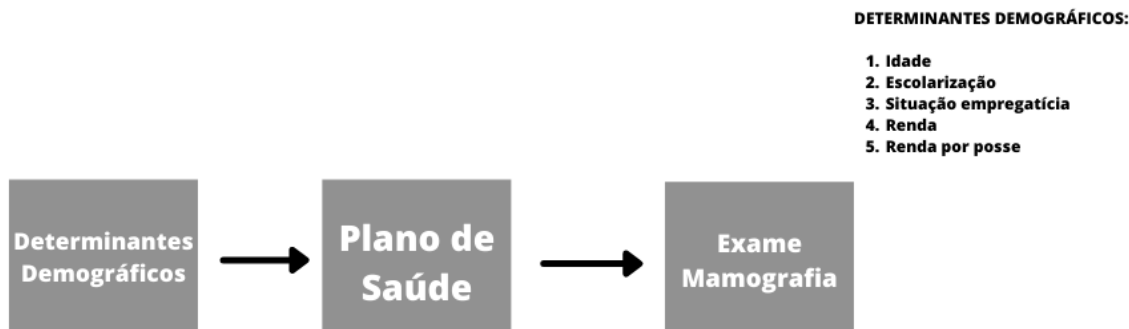 DETERMINANTES DEMOGRÁFICOS:
1. Idade
2. Escolarização
3. Situação empregatícia
4. Renda
5. Renda por posse
Determinantes
Demográficos
Plano de
Saúde
Exame
Mamografia